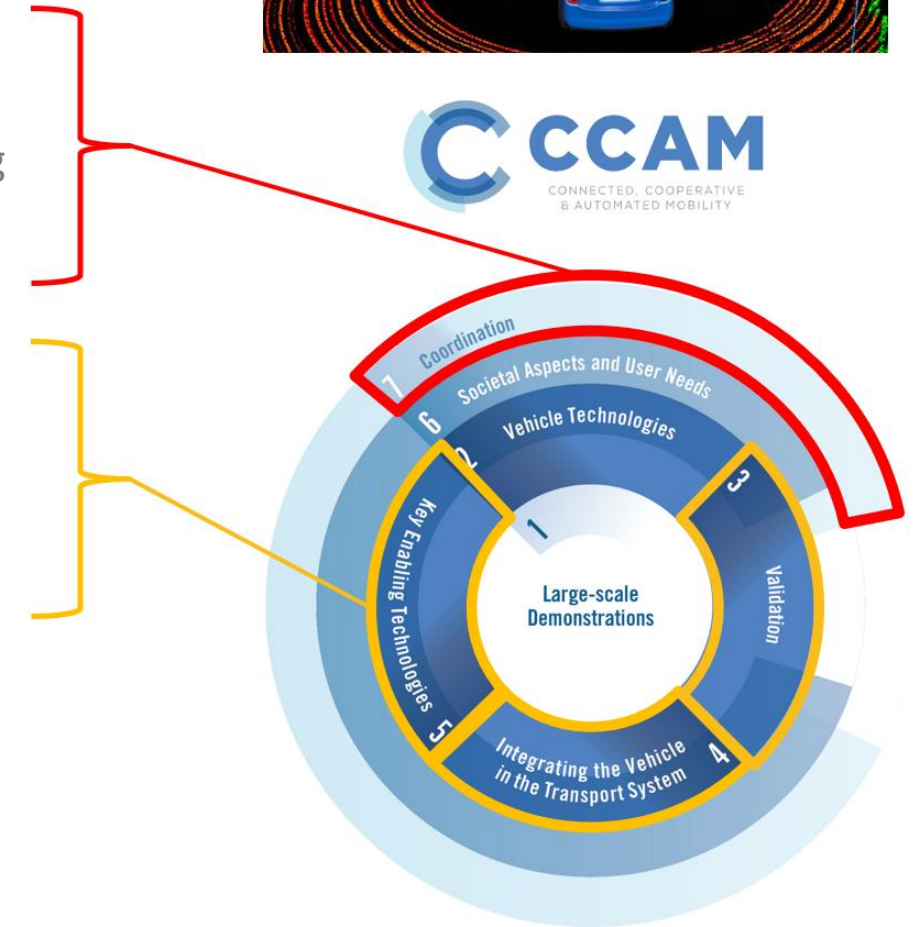 g
CCAM
CONNECTED, COOPERATIVE
& AUTOMATED MOBILITY
7 Coordination
6 Societal Aspects and User Needs
2 Vehicle Technologies
1
3
Validation
Large-scale
Demonstrations
Key Enabling Technologies
5
Integrating the Vehicle
in the Transport System
4